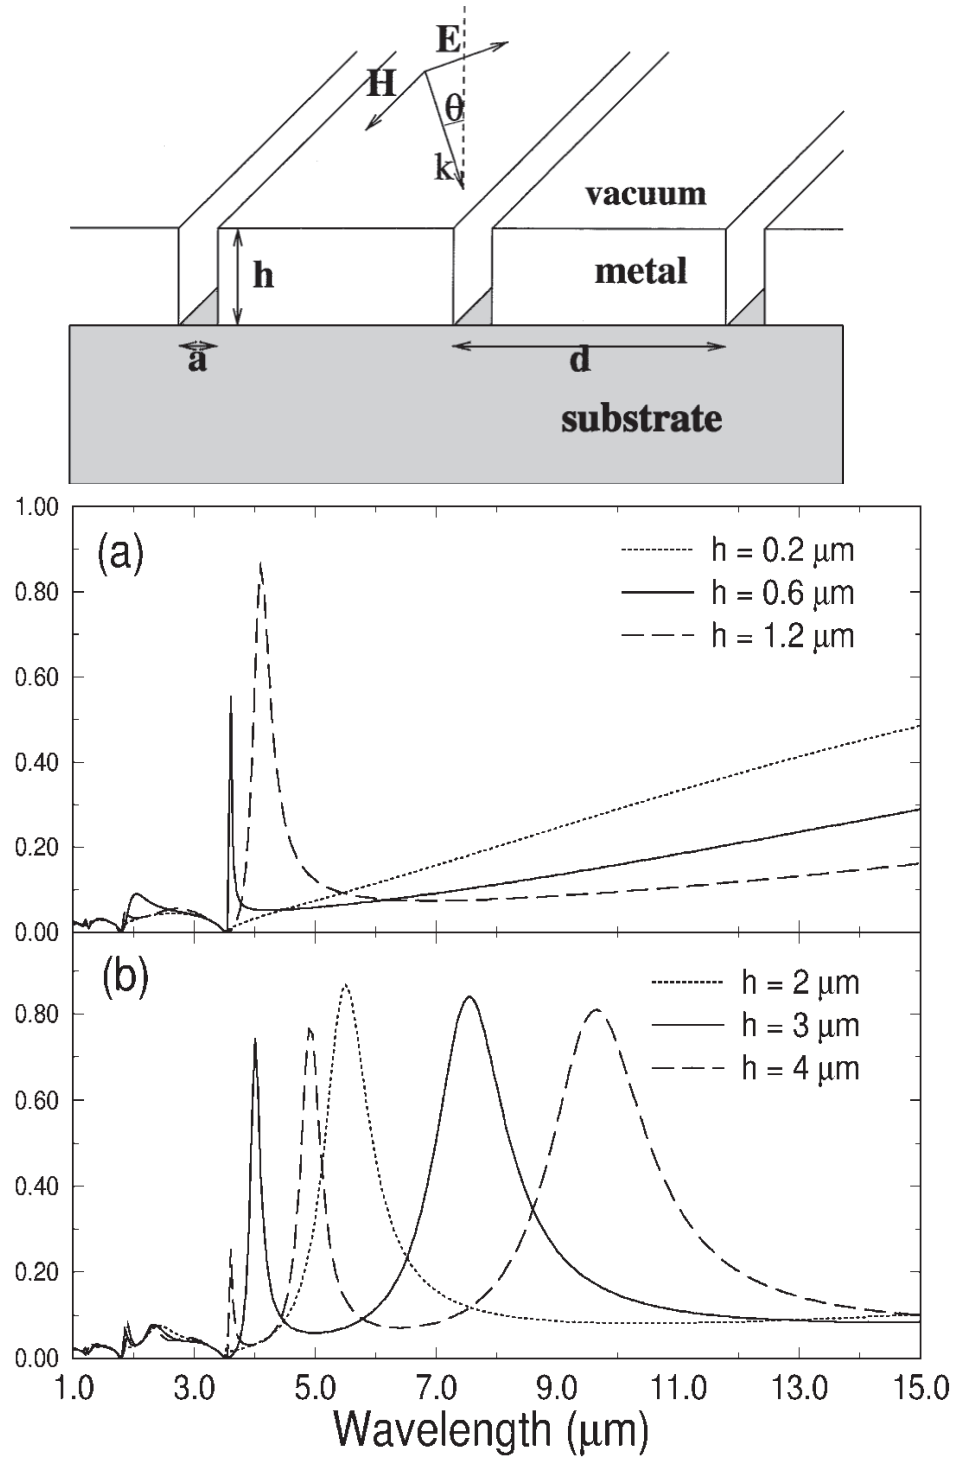 E
H
θ
k
vacuum
h
metal
a
d
substrate
1.00
(a)
h = 0.2 μm
h = 0.6 μm
0.80
h = 1.2 μm
0.60
0.40
0.20
0.00
(b)
h = 2 μm
0.80
h = 3 μm
h = 4 μm
0.60
0.40
0.20
0.00
1.0 3.0 5.0 7.0 9.0 11.0 13.0 15.0
Wavelength (μm)